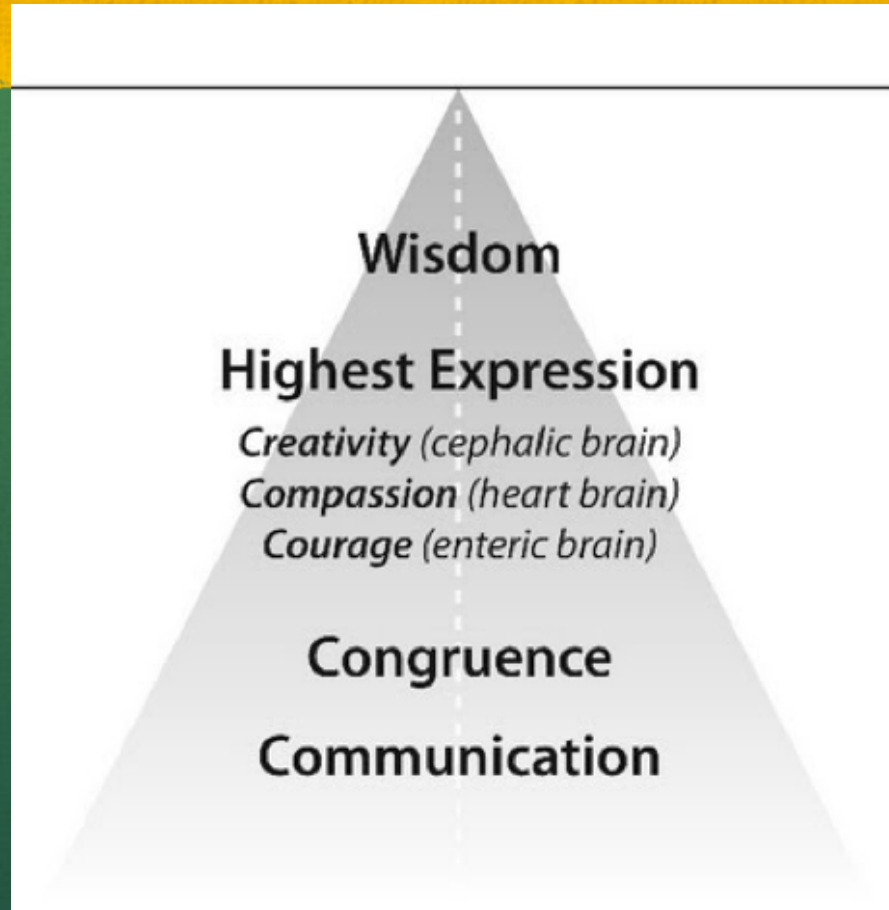 Wisdom
Highest Expression
Creativity (cephalic brain)
Compassion (heart brain)
Courage (enteric brain)
Congruence
Communication